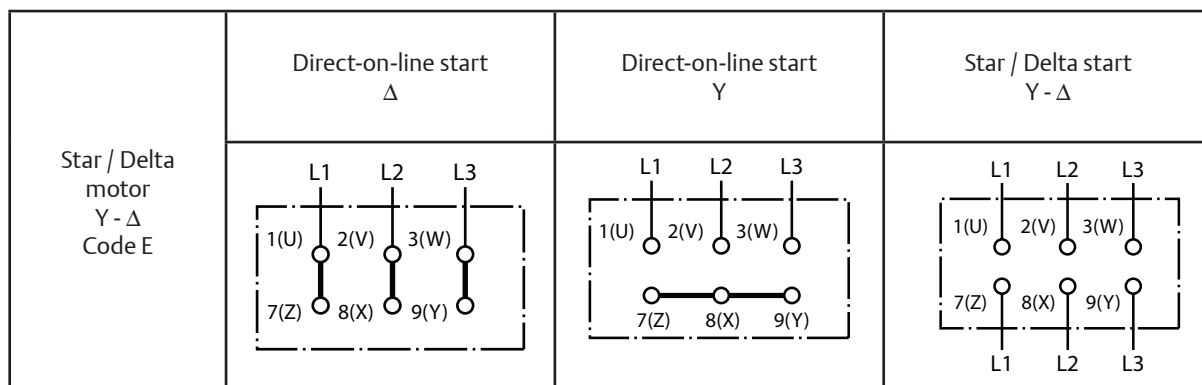 Direct-on-line start
Δ
Direct-on-line start
Y
Star / Delta start
Y - Δ
Star / Delta
motor
Y - Δ
Code E
L1 L2 L3
1(U) 2(V) 3(W)
7(Z) 8(X) 9(Y)
L1 L2 L3
1(U) 2(V) 3(W)
7(Z) 8(X) 9(Y)
L1 L2 L3
1(U) 2(V) 3(W)
7(Z) 8(X) 9(Y)
L1 L2 L3